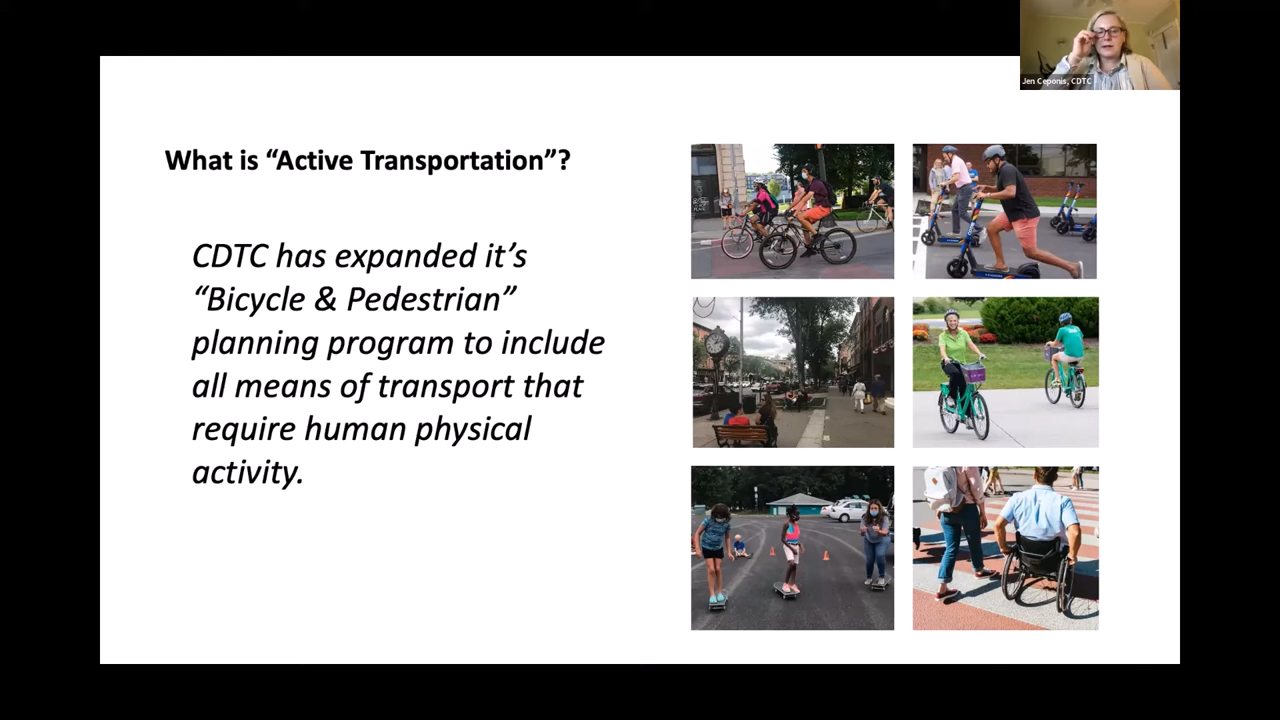 Jen Ceponis, CDTC
What is “Active Transportation”?
CDTC has expanded it’s
“Bicycle & Pedestrian”
planning program to include
all means of transport that
require human physical
activity.